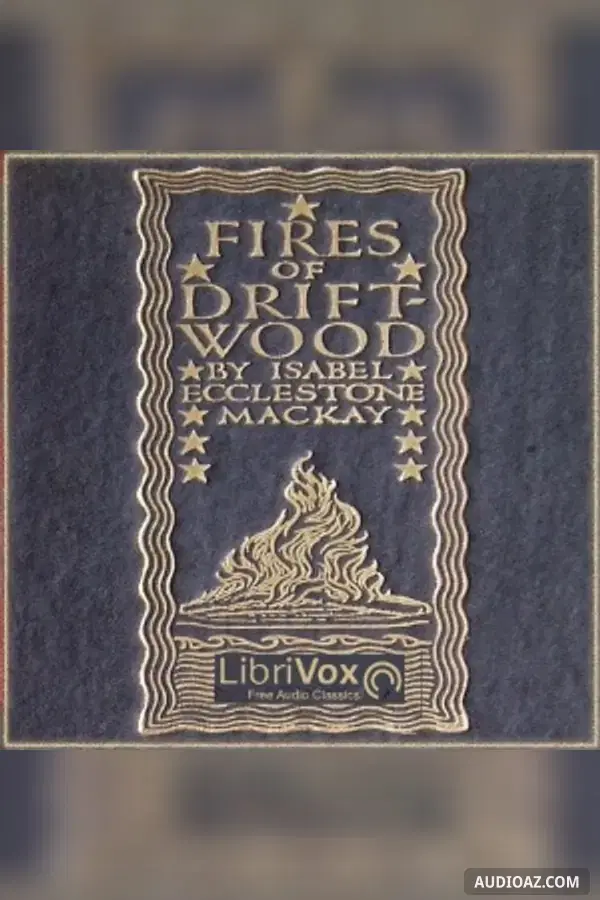 FIRES
OF
DRIFT-
WOOD
BY ISABEL
ECCLESTONE
MACKAY
LibriVox
Free Audio Classics
AUDIOAZ.COM